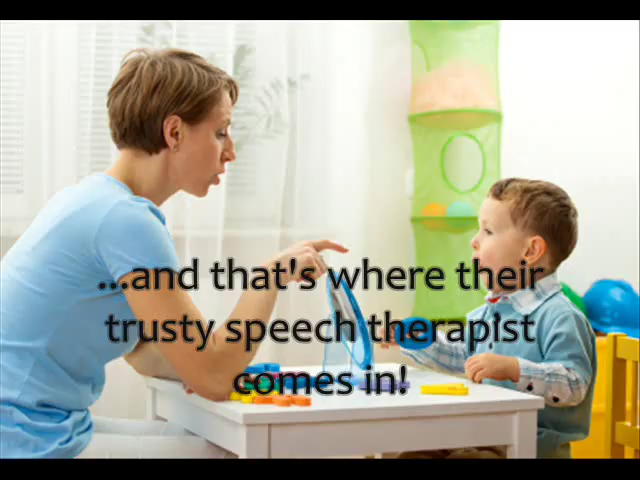 ...and that's where their
trusty speech therapist
comes in!